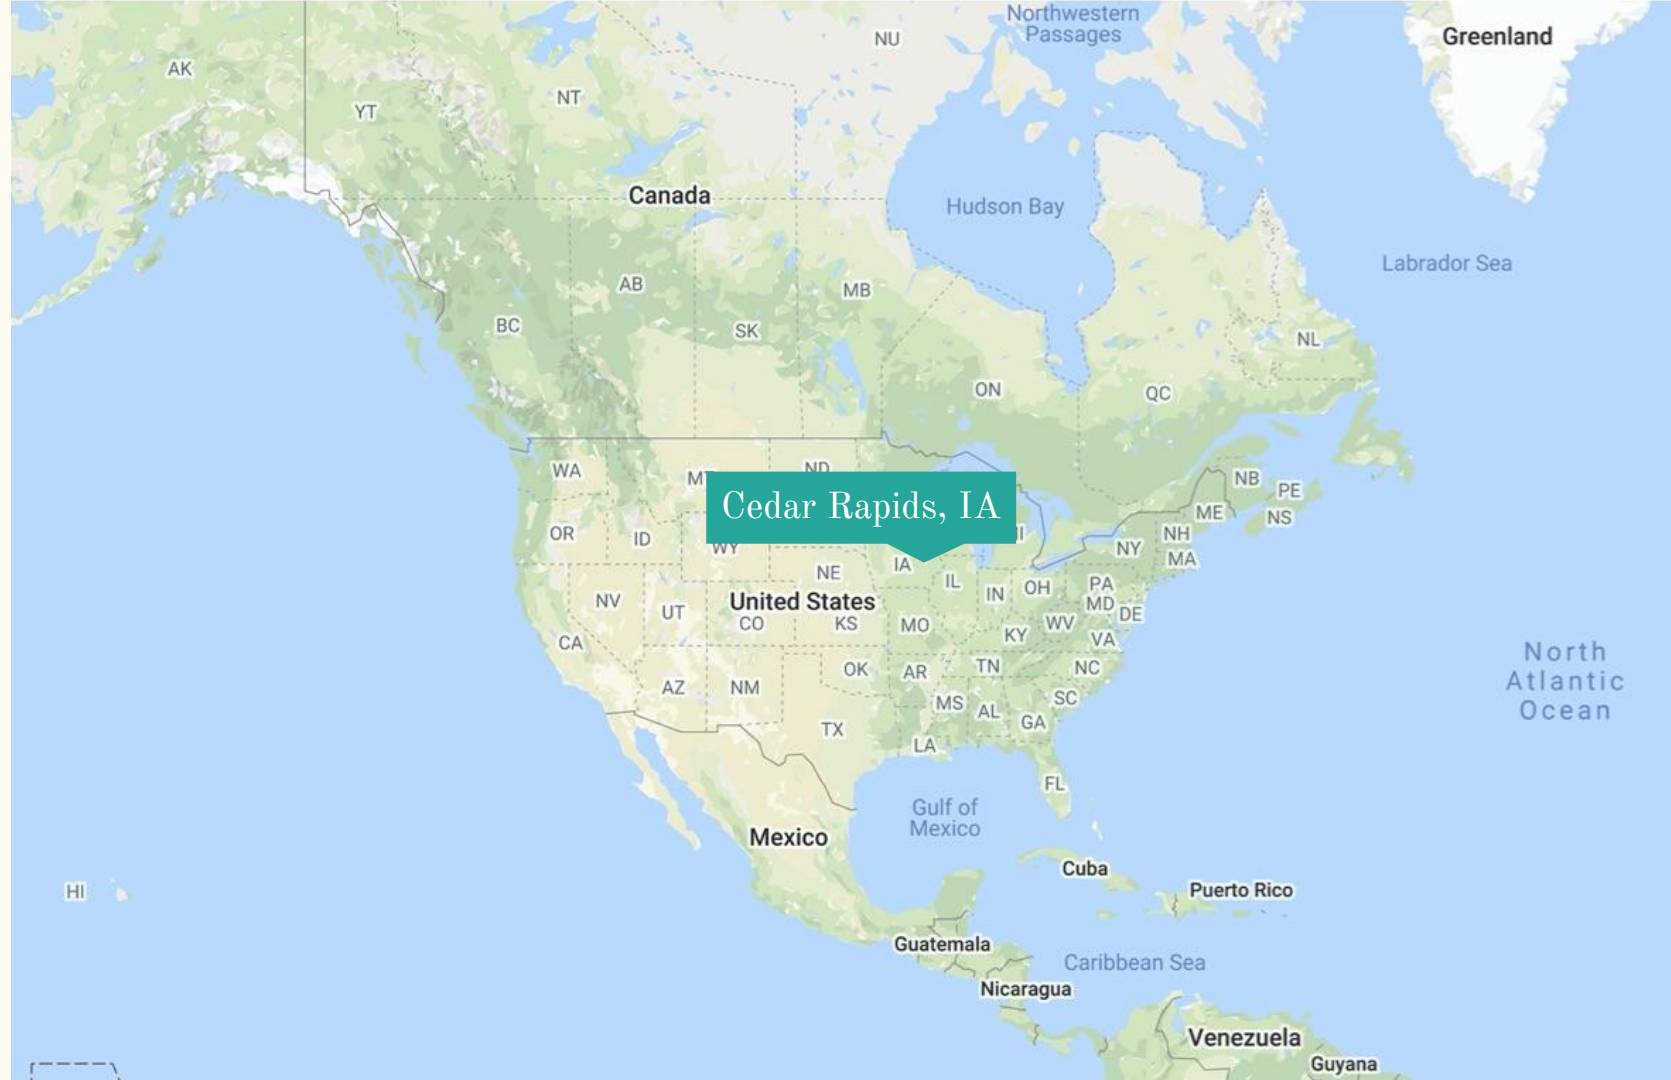 Northwestern
Passages
NU
Greenland
AK
NT
YT
Canada
Hudson Bay
Labrador Sea
AB
MB
BC
SK
NL
ON
QC
WA
ND
NB
PE
Cedar Rapids, IA
ME
NS
OR
ID
WY
NY
NH
MA
IA
NE
IL
IN
OH
PA
NV
UT
United States
MD
DE
CO
KS
MO
KY
WV
VA
CA
OK
AR
TN
NC
AZ
NM
MS
AL
SC
GA
TX
LA
North
Atlantic
Ocean
FL
Gulf of
Mexico
Mexico
Cuba
HI
Puerto Rico
Guatemala
Caribbean Sea
Nicaragua
Venezuela
Guyana